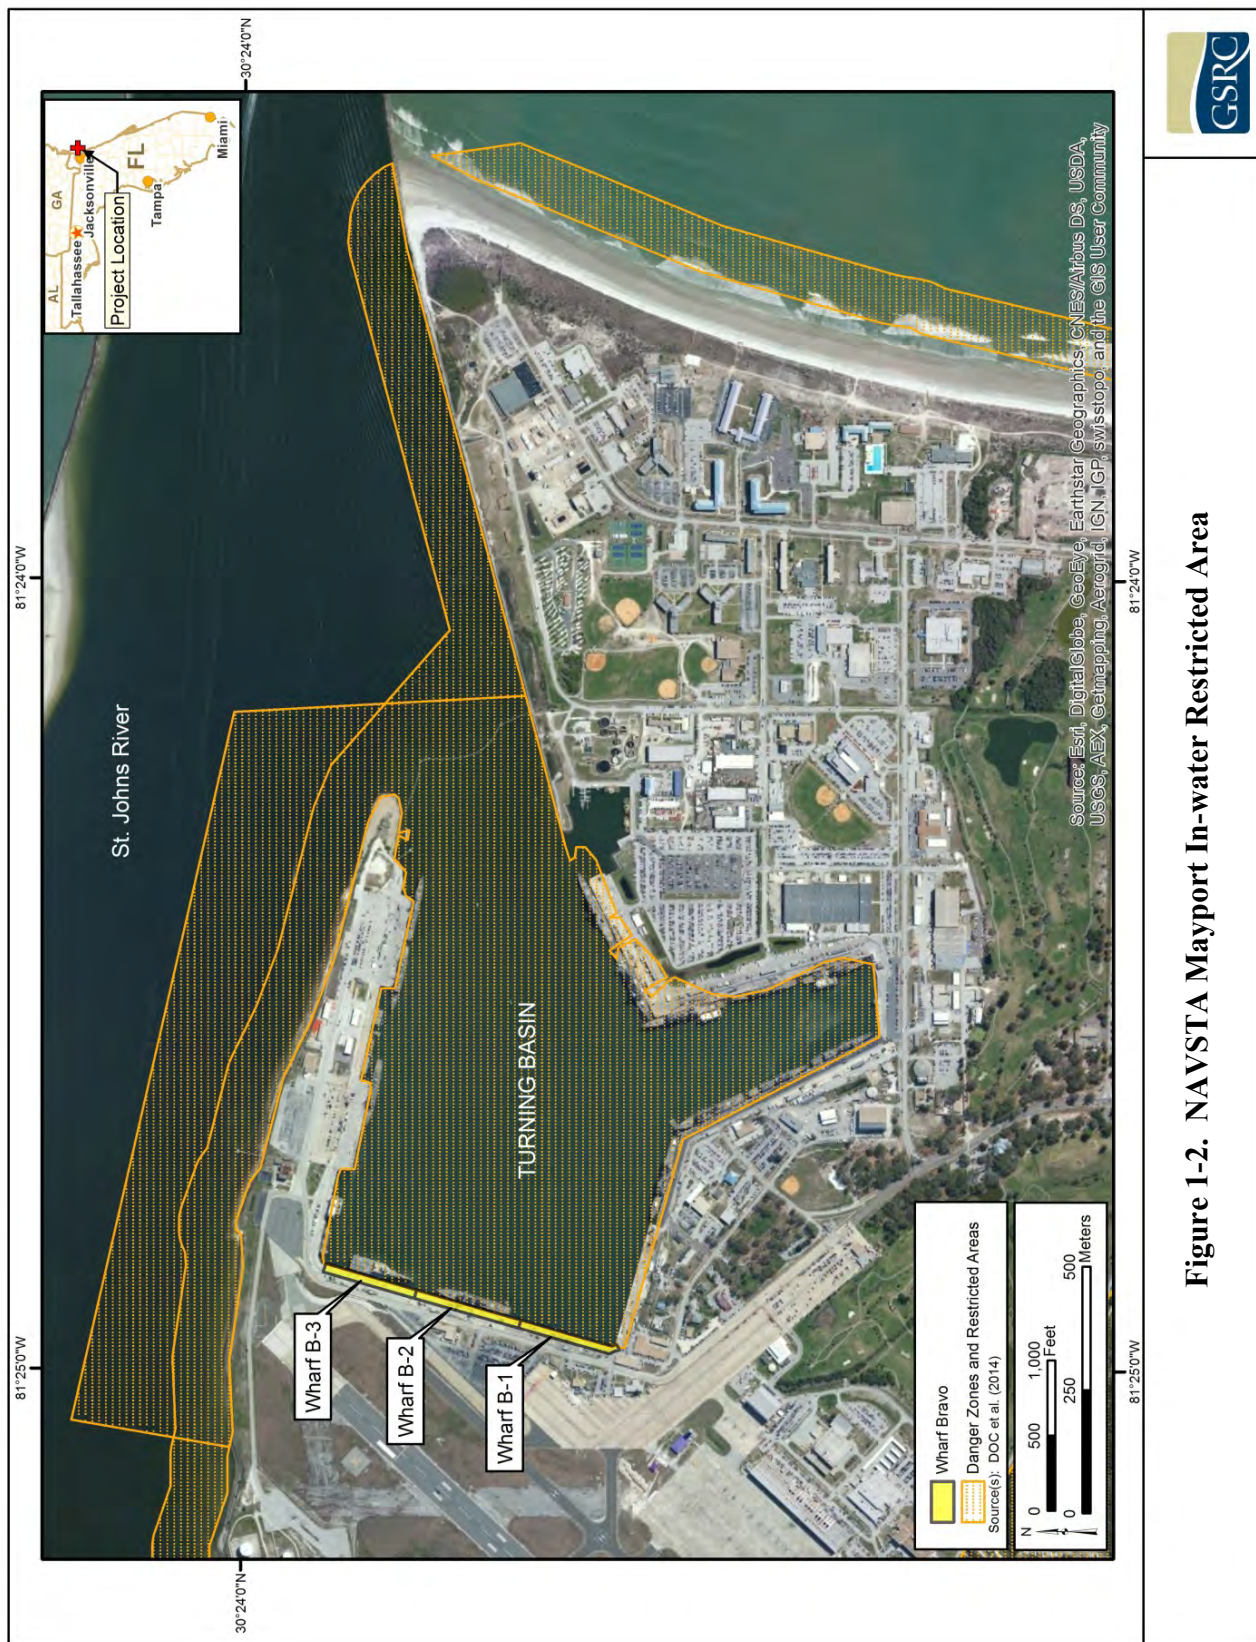 81°25'0"W
81°24'0"W
30°24'0"N
30°24'0"N
AL
GA
Tallahassee
Jacksonville
FL
Project Location
Tampa
Miami
St. Johns River
Wharf B-3
Wharf B-2
Wharf B-1
TURNING BASIN
Wharf Bravo
Danger Zones and Restricted Areas
Source(s): DOC et al. (2014)
N
0 500 1,000
Feet
0 250 500
Meters
Source: Esri, DigitalGlobe, GeoEye, Earthstar Geographics, CNES/Airbus DS, USDA,
USGS, AEX, Getmapping, Aerogrid, IGN, IGP, swisstopo, and the GIS User Community
81°25'0"W
81°24'0"W
Figure 1-2. NAVSTA Mayport In-water Restricted Area
GSRC